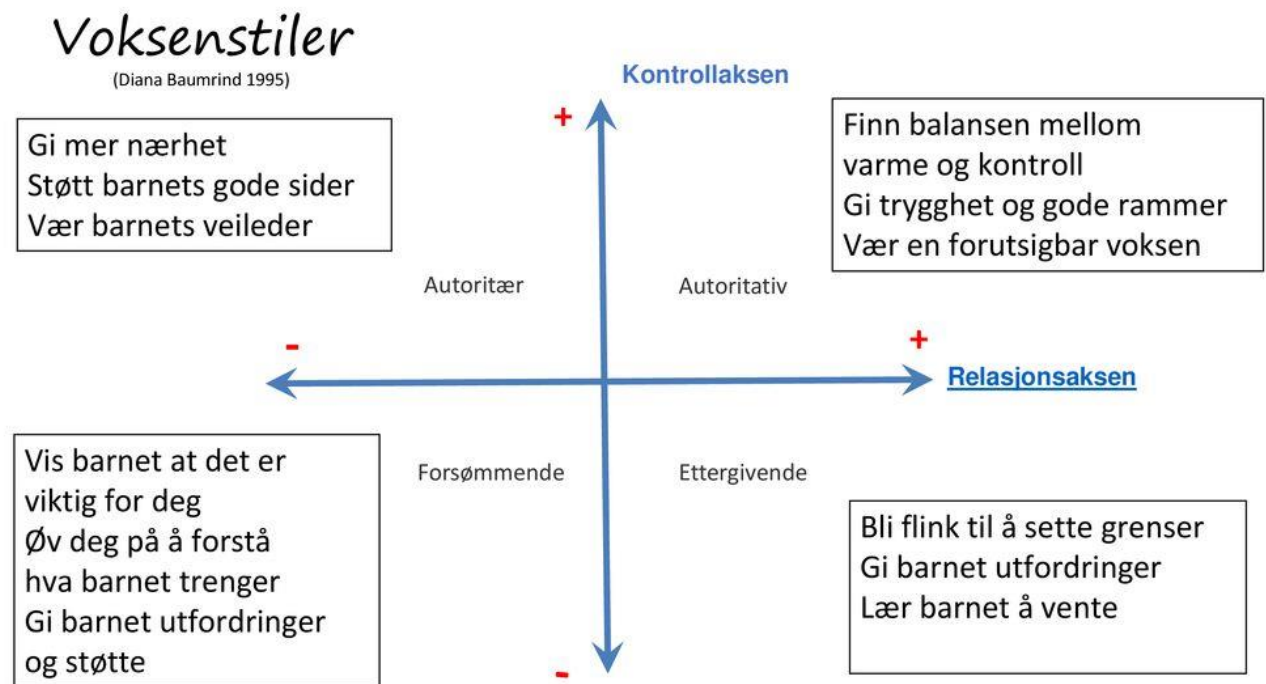 Voksenstiler
(Diana Baumrind 1995)
Kontrollaksen
+
Gi mer nærhet
Støtt barnets gode sider
Vær barnets veileder
Finn balansen mellom
varme og kontroll
Gi trygghet og gode rammer
Vær en forutsigbar voksen
Autoritær
Autoritativ
-
+
Relasjonsaksen
Forsømmende
Ettergivende
Vis barnet at det er
viktig for deg
Øv deg på å forstå
hva barnet trenger
Gi barnet utfordringer
og støtte
Bli flink til å sette grenser
Gi barnet utfordringer
Lær barnet å vente
-